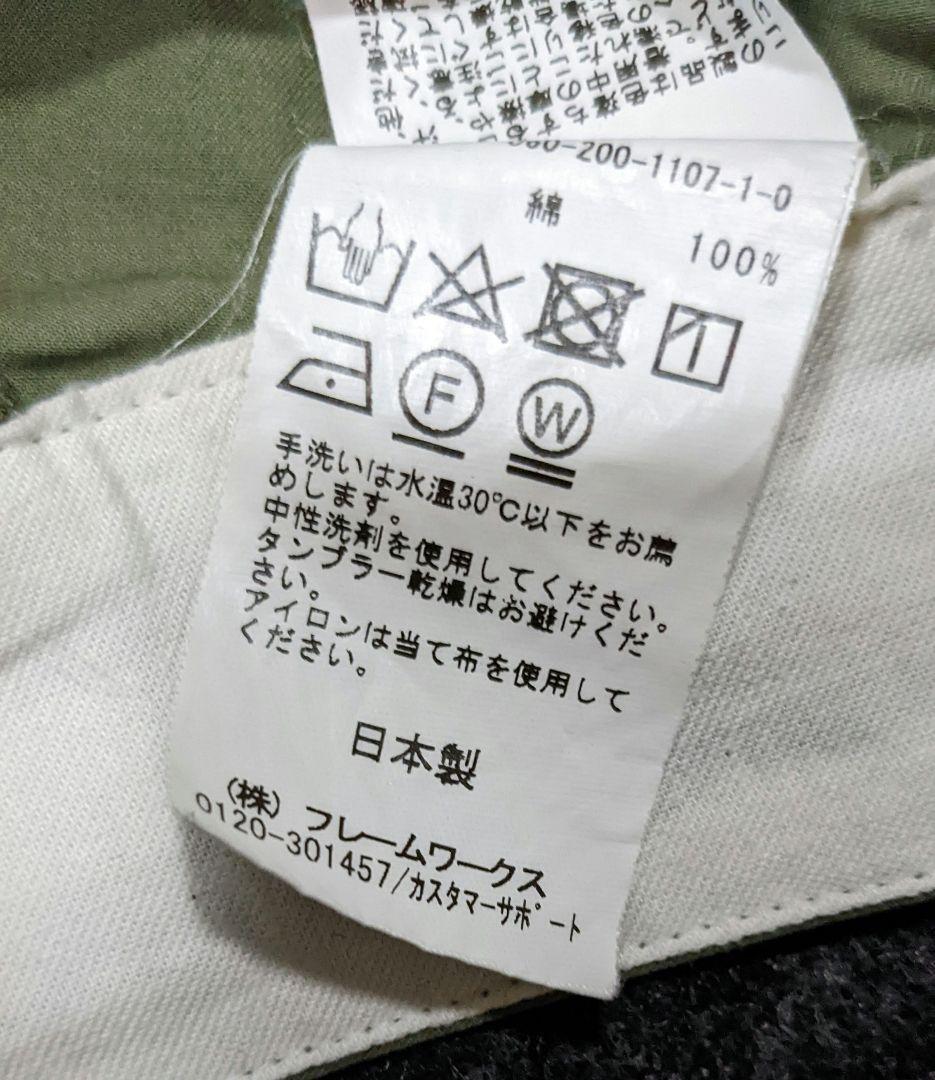 -200-1107-1-0
綿
100%
F
W
手洗いは水温30℃以下をお薦
めします。
中性洗剤を使用してください。
タンブラー乾燥はお避けくだ
さい。
アイロンは当て布を使用して
ください。
日本製
(株) フレームワークス
0120-301457/カスタマーサポート